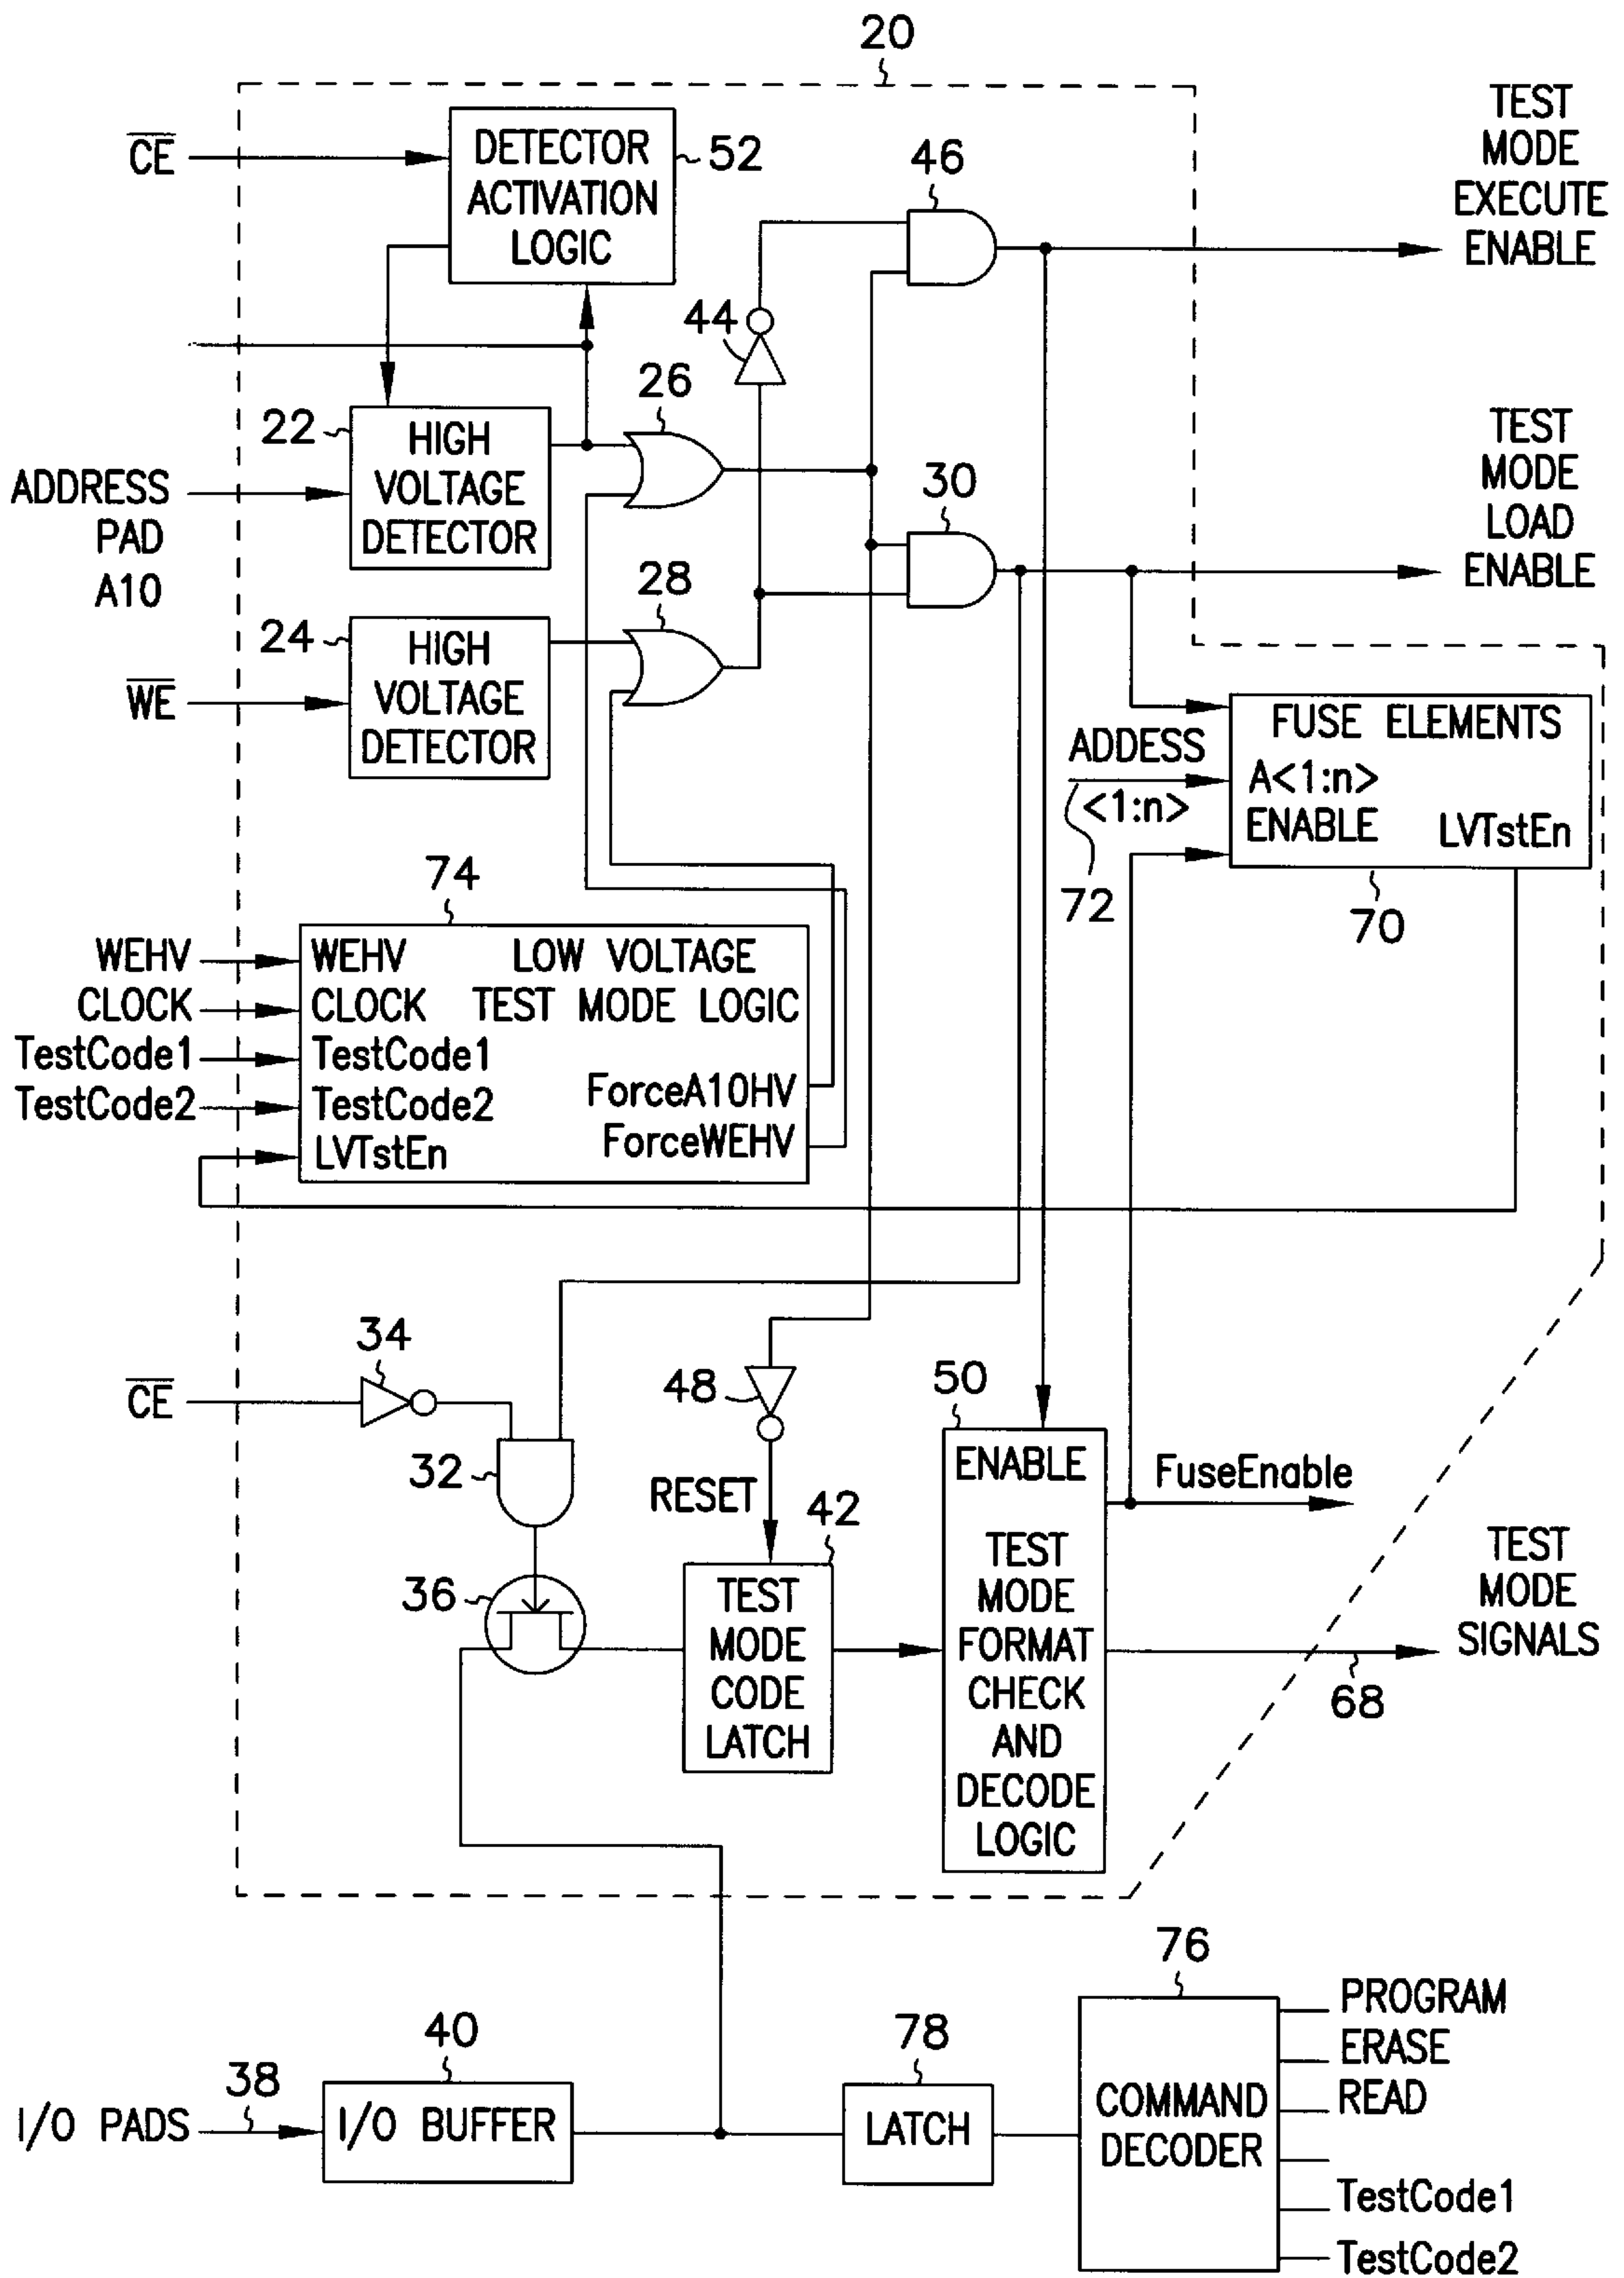 20
TEST
MODE
EXECUTE
ENABLE
CE
DETECTOR
ACTIVATION
LOGIC
52
46
44
26
22
HIGH
VOLTAGE
DETECTOR
ADDRESS
PAD
A10
30
TEST
MODE
LOAD
ENABLE
28
24
HIGH
VOLTAGE
DETECTOR
WE
FUSE ELEMENTS
A<1:n>
ENABLE
LVTstEn
ADDESS
<1:n>
72
70
74
WEHV
CLOCK
TestCode1
TestCode2
WEHV
LOW VOLTAGE
CLOCK
TEST MODE LOGIC
TestCode1
TestCode2
LVTstEn
ForceA10HV
ForceWEHV
34
CE
32
48
RESET
50
ENABLE
TEST
MODE
FORMAT
CHECK
AND
DECODE
LOGIC
FuseEnable
42
TEST
MODE
CODE
LATCH
36
TEST
MODE
SIGNALS
68
76
PROGRAM
ERASE
READ
TestCode1
TestCode2
COMMAND
DECODER
78
LATCH
40
I/O BUFFER
38
I/O PADS